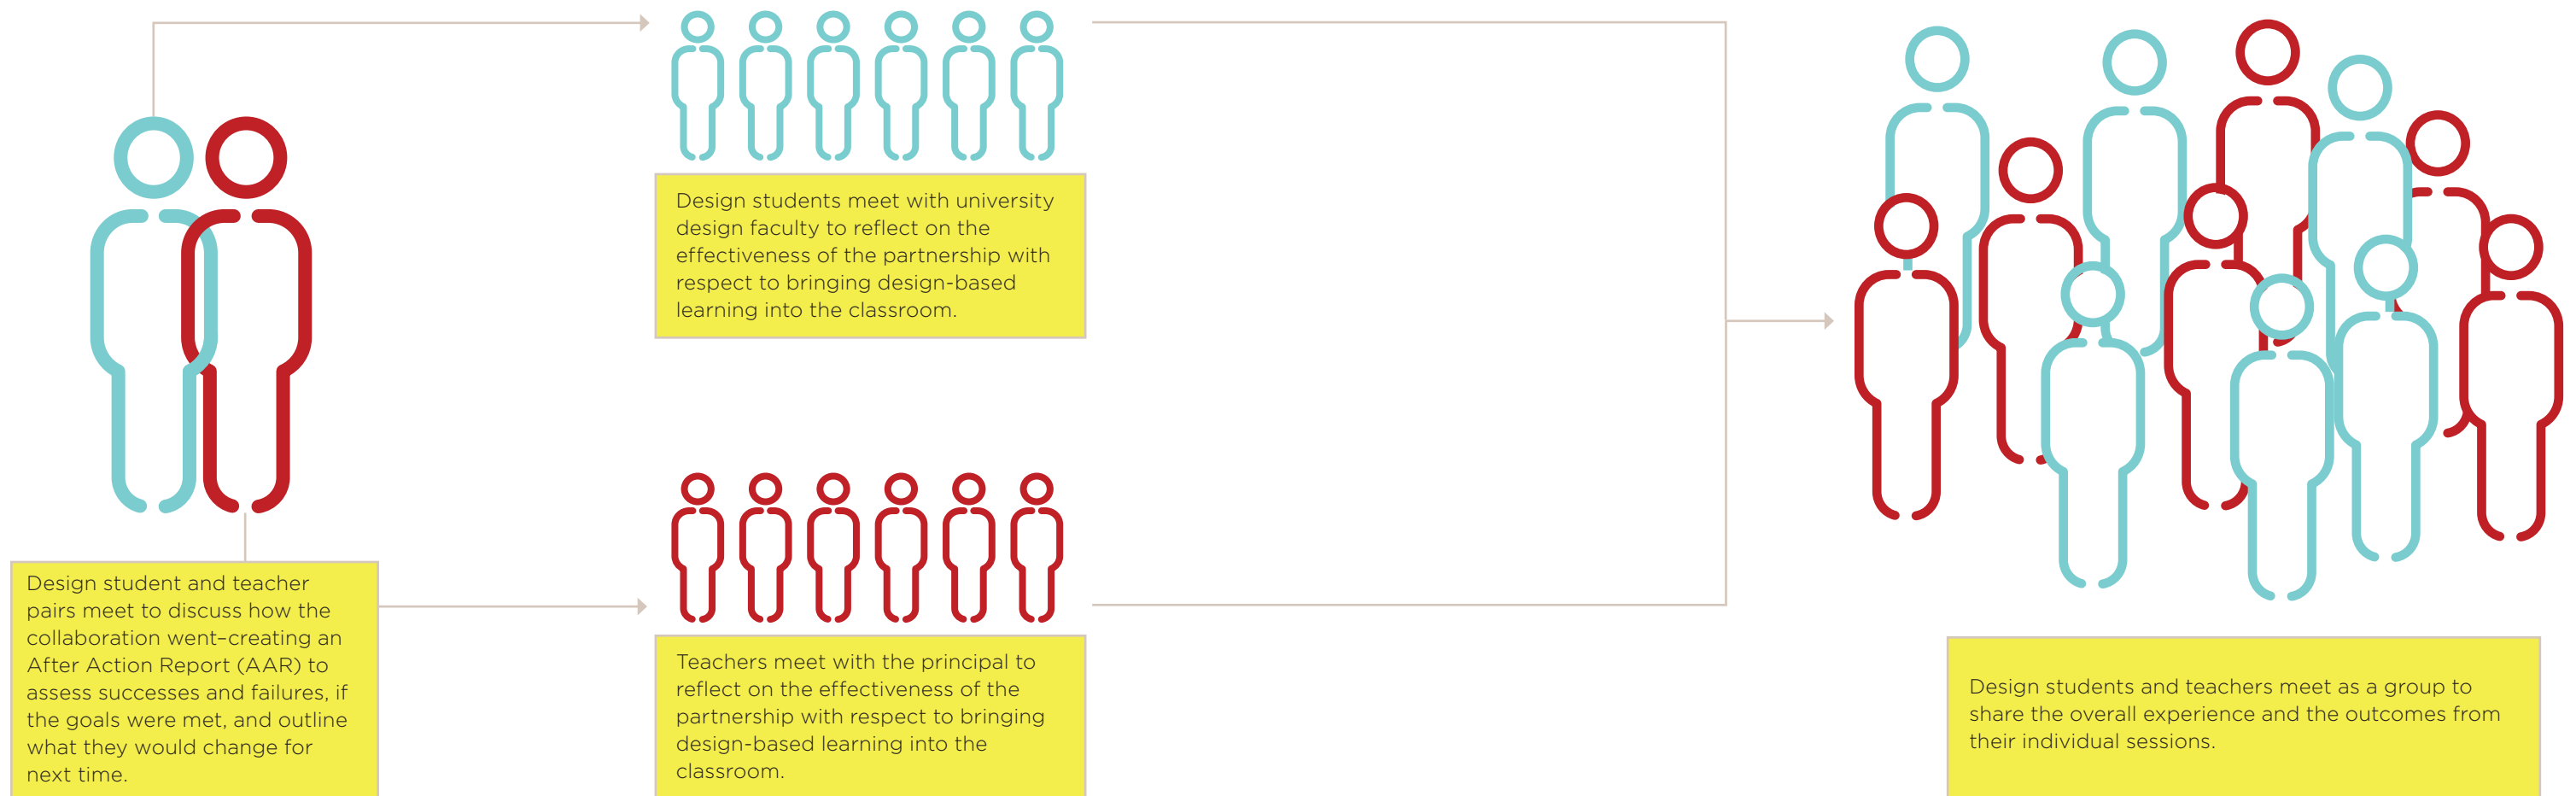 Design student and teacher
pairs meet to discuss how the
collaboration went–creating an
After Action Report (AAR) to
assess successes and failures, if
the goals were met, and outline
what they would change for
next time.
Design students meet with university
design faculty to reflect on the
effectiveness of the partnership with
respect to bringing design-based
learning into the classroom.
Teachers meet with the principal to
reflect on the effectiveness of the
partnership with respect to bringing
design-based learning into the
classroom.
Design students and teachers meet as a group to
share the overall experience and the outcomes from
their individual sessions.